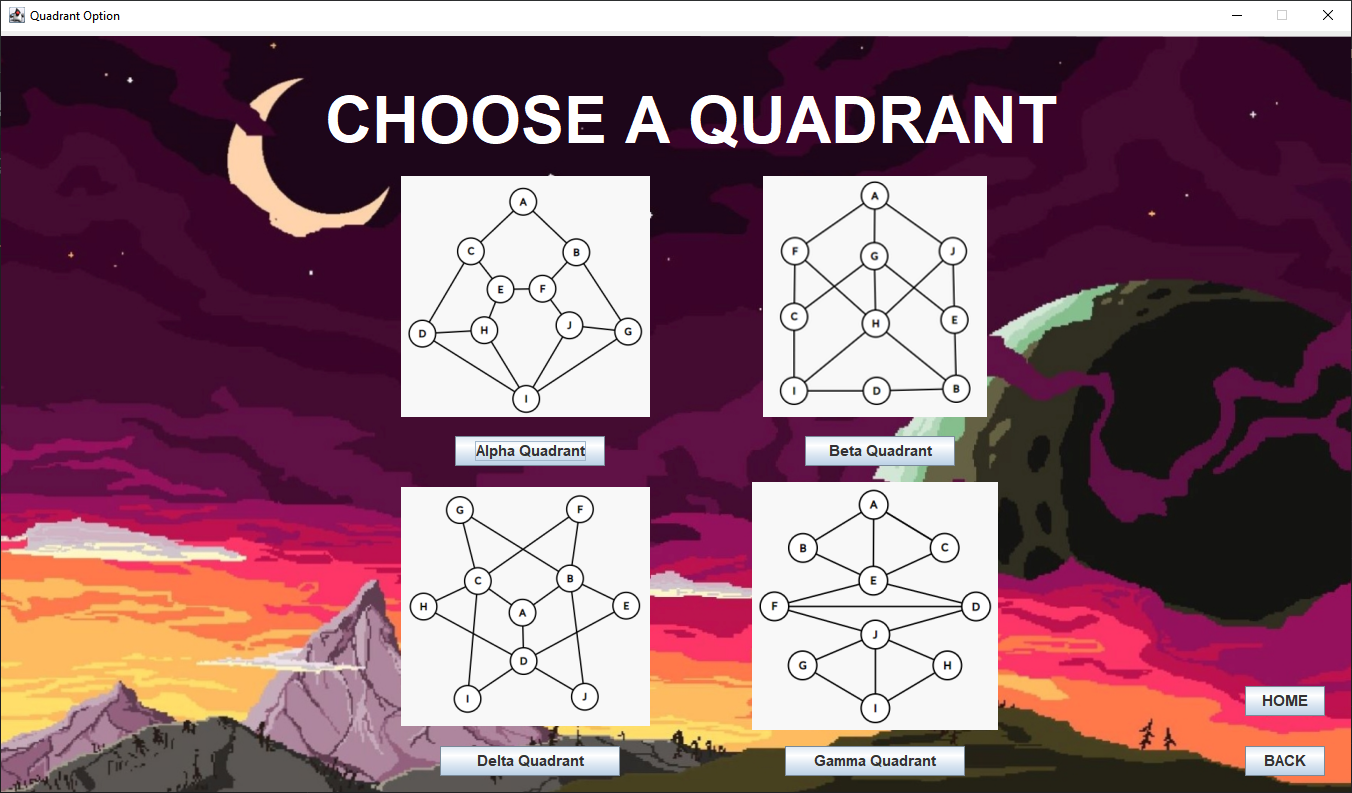 Quadrant Option
CHOOSE A QUADRANT
A
C B
E F
D H J G
I
Alpha Quadrant
A
F G J
C H E
I D B
Beta Quadrant
G F
C B
H A E
D
I J
Delta Quadrant
A
B C
E
F D
J
G H
I
Gamma Quadrant
HOME
BACK